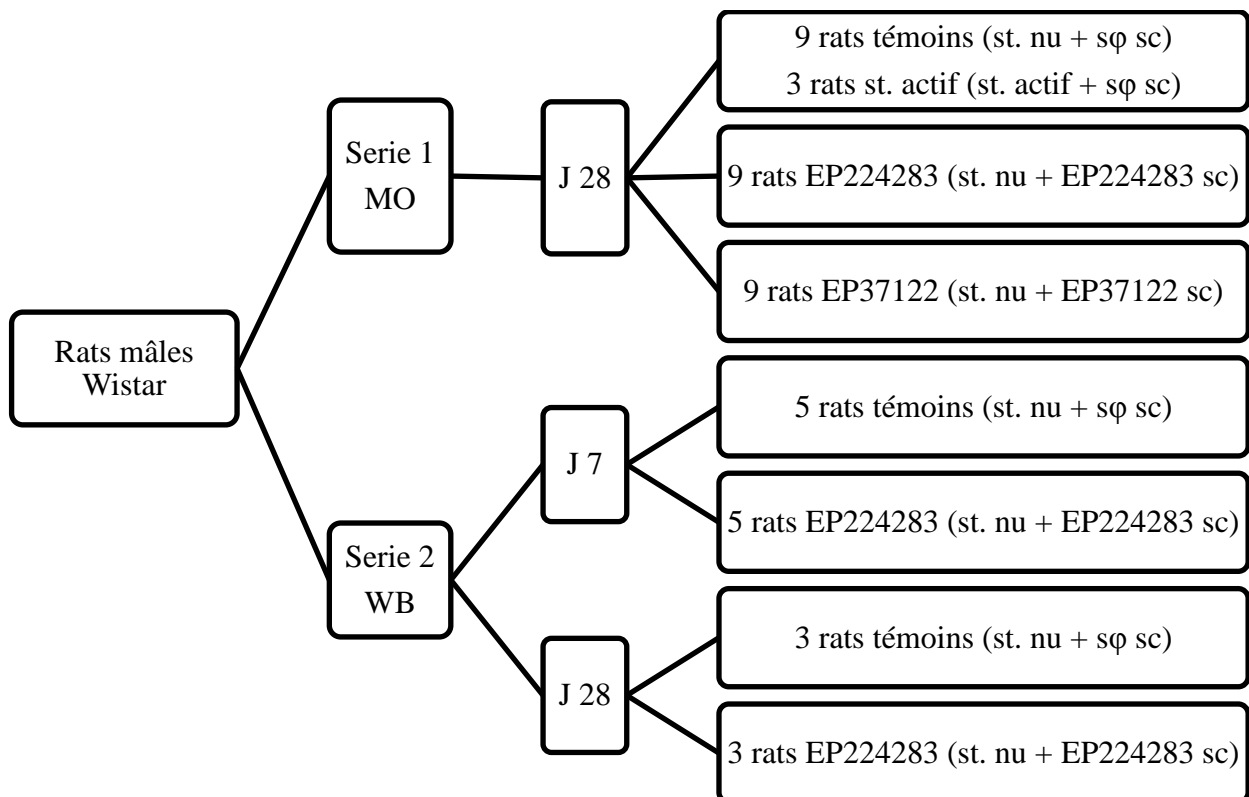 Rats mâles
Wistar
Serie 1
MO
J 28
9 rats témoins (st. nu + sφ sc)
3 rats st. actif (st. actif + sφ sc)
9 rats EP224283 (st. nu + EP224283 sc)
9 rats EP37122 (st. nu + EP37122 sc)
Serie 2
WB
J 7
5 rats témoins (st. nu + sφ sc)
5 rats EP224283 (st. nu + EP224283 sc)
J 28
3 rats témoins (st. nu + sφ sc)
3 rats EP224283 (st. nu + EP224283 sc)